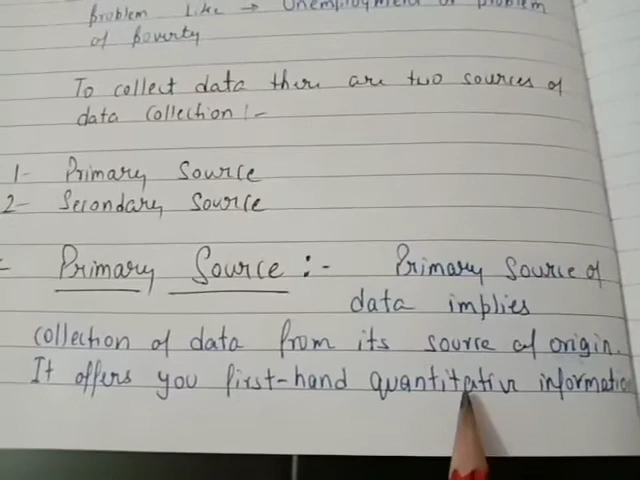 Problem Like → Unemployment or problem
of Poverty
To collect data there are two sources of
data Collection :-
1- Primary Source
2- Secondary Source
Primary Source :- Primary Source of
data implies
Collection of data from its source of origin.
It offers you first-hand quantitative informatio